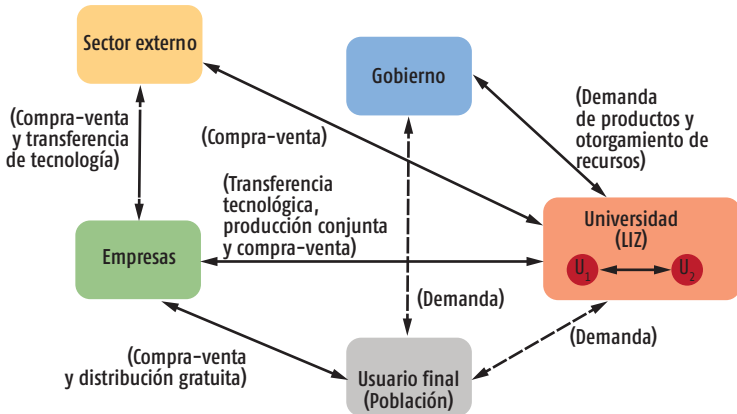 Sector externo
Gobierno
(Compra-venta
y transferencia
de tecnología)
(Compra-venta)
(Demanda
de productos y
otorgamiento de
recursos)
(Transferencia
tecnológica,
producción conjunta
y compra-venta)
Universidad
(LIZ)
U1
U2
Empresas
(Demanda)
(Demanda)
(Compra-venta
y distribución gratuita)
Usuario final
(Población)